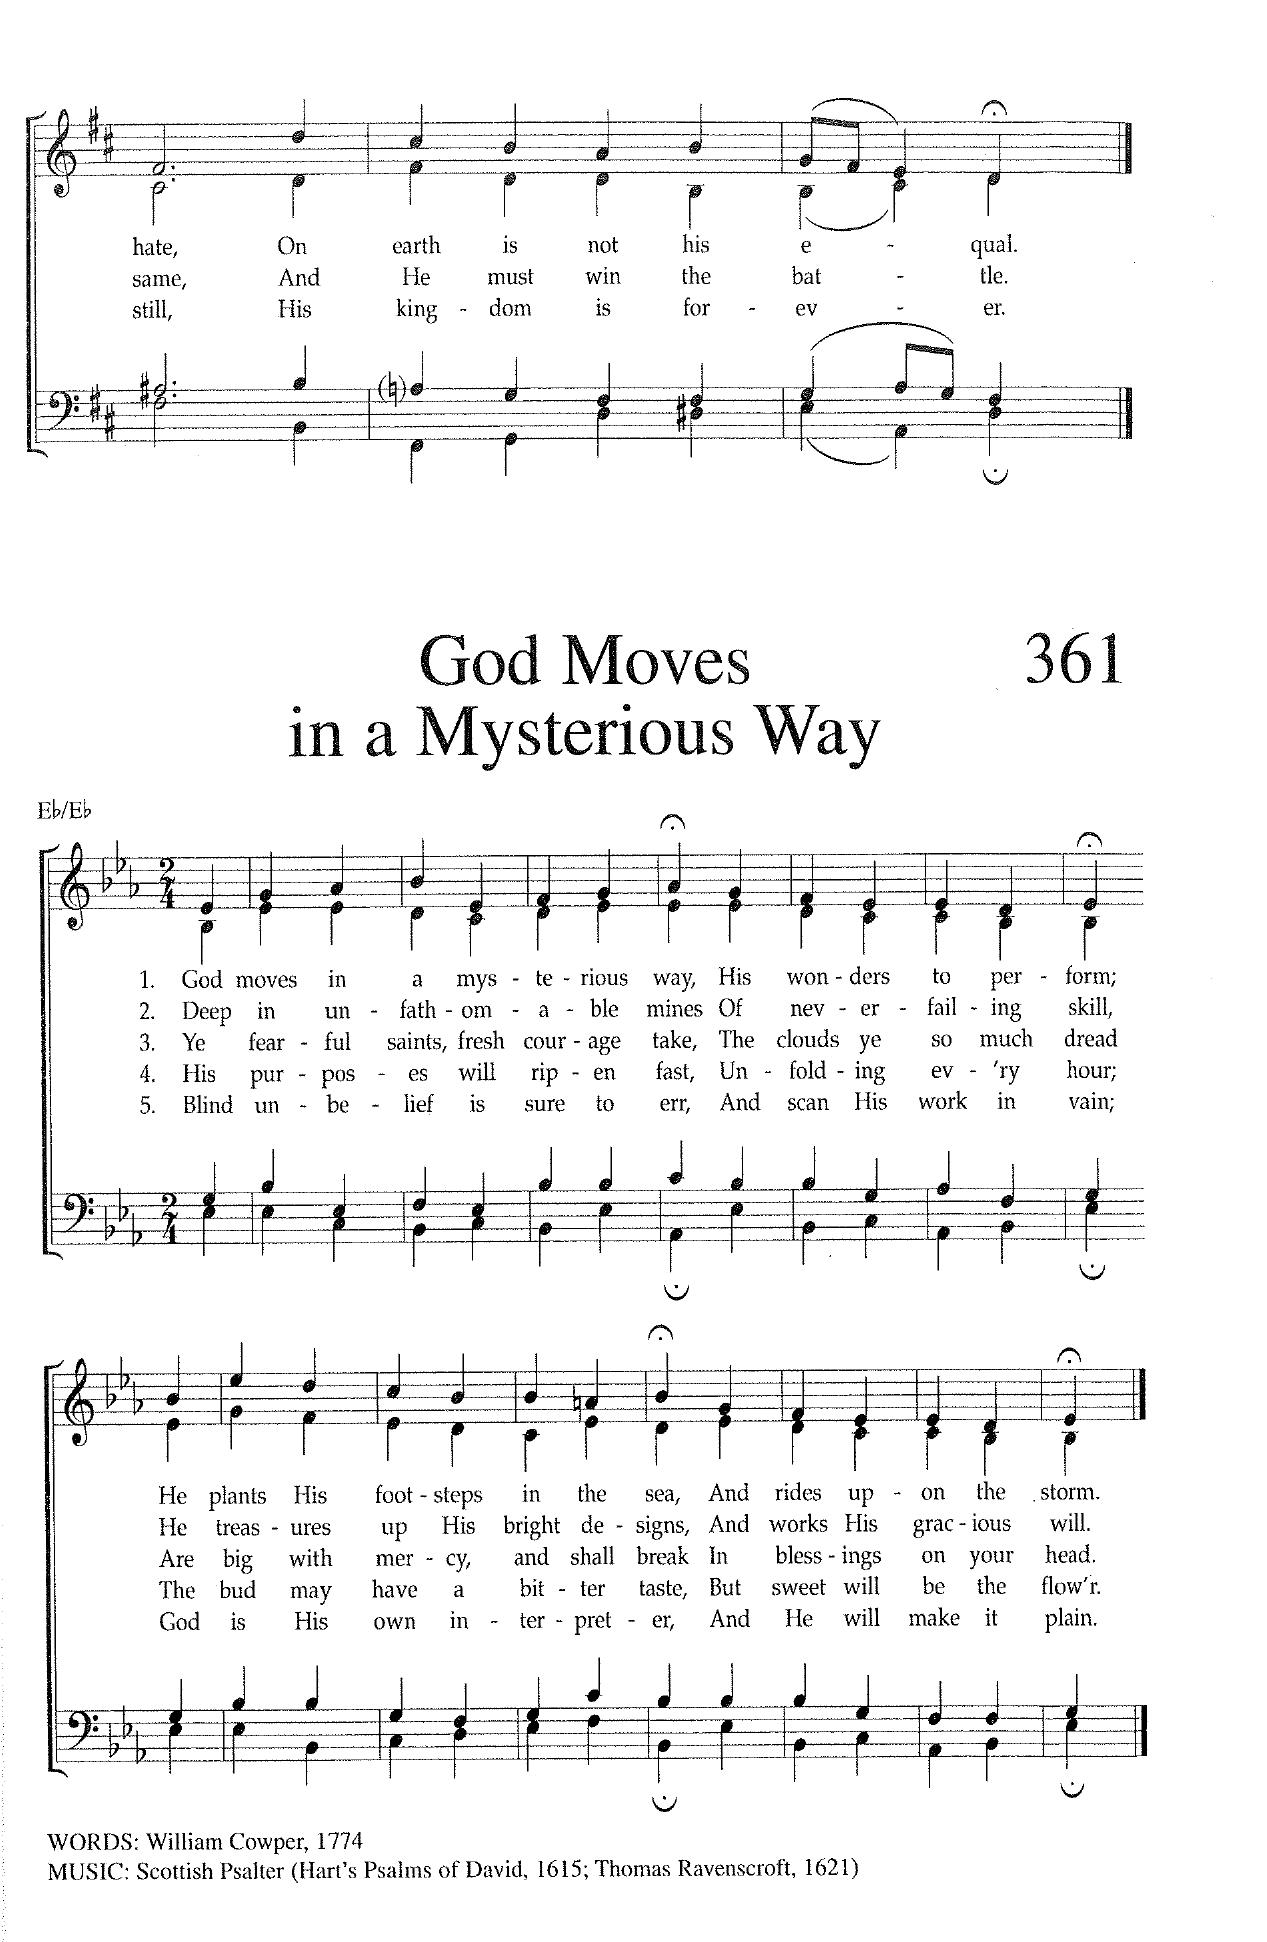 hate, On earth is not his e - qual.
same, And He must win the bat - tle.
still, His king - dom is for - ev - er.
God Moves 361
in a Mysterious Way
E♭/E♭
1. God moves in a mys - te - rious way, His won - ders to per - form;
2. Deep in un - fath - om - a - ble mines Of nev - er - fail - ing skill,
3. Ye fear - ful saints, fresh cour - age take, The clouds ye so much dread
4. His pur - pos - es will rip - en fast, Un - fold - ing ev - 'ry hour;
5. Blind un - be - lief is sure to err, And scan His work in vain;
He plants His foot - steps in the sea, And rides up - on the storm.
He treas - ures up His bright de - signs, And works His grac - ious will.
Are big with mer - cy, and shall break In bless - ings on your head.
The bud may have a bit - ter taste, But sweet will be the flow'r.
God is His own in - ter - pret - er, And He will make it plain.
WORDS: William Cowper, 1774
MUSIC: Scottish Psalter (Hart's Psalms of David, 1615; Thomas Ravenscroft, 1621)